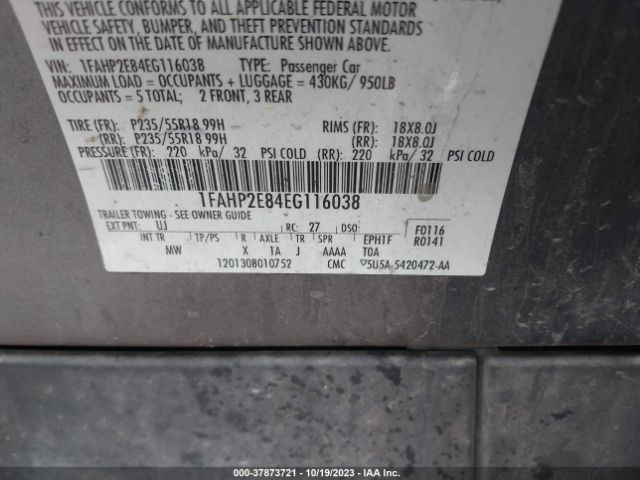 THIS VEHICLE CONFORMS TO ALL APPLICABLE FEDERAL MOTOR
VEHICLE SAFETY, BUMPER, AND THEFT PREVENTION STANDARDS
IN EFFECT ON THE DATE OF MANUFACTURE SHOWN ABOVE.
VIN: 1FAHP2E84EG116038 TYPE: Passenger Car
MAXIMUM LOAD = OCCUPANTS + LUGGAGE = 430KG/ 950LB
OCCUPANTS = 5 TOTAL; 2 FRONT, 3 REAR
TIRE (FR): P235/55R18 99H RIMS (FR): 18X8.0J
(RR): P235/55R18 99H (RR): 18X8.0J
PRESSURE (FR): 220 kPa/ 32 PSI COLD (RR): 220 kPa/ 32 PSI COLD
1FAHP2E84EG116038
TRAILER TOWING - SEE OWNER GUIDE
EXT PNT: UJ RC: 27 DSO: F0116
INT TR TP/PS R AXLE TR SPR EPH1F R0141
MW X 1A J AAAA TOA
1201308010752 CMC 5U5A-5420472-AA
000-37873721 - 10/19/2023 - IAA Inc.